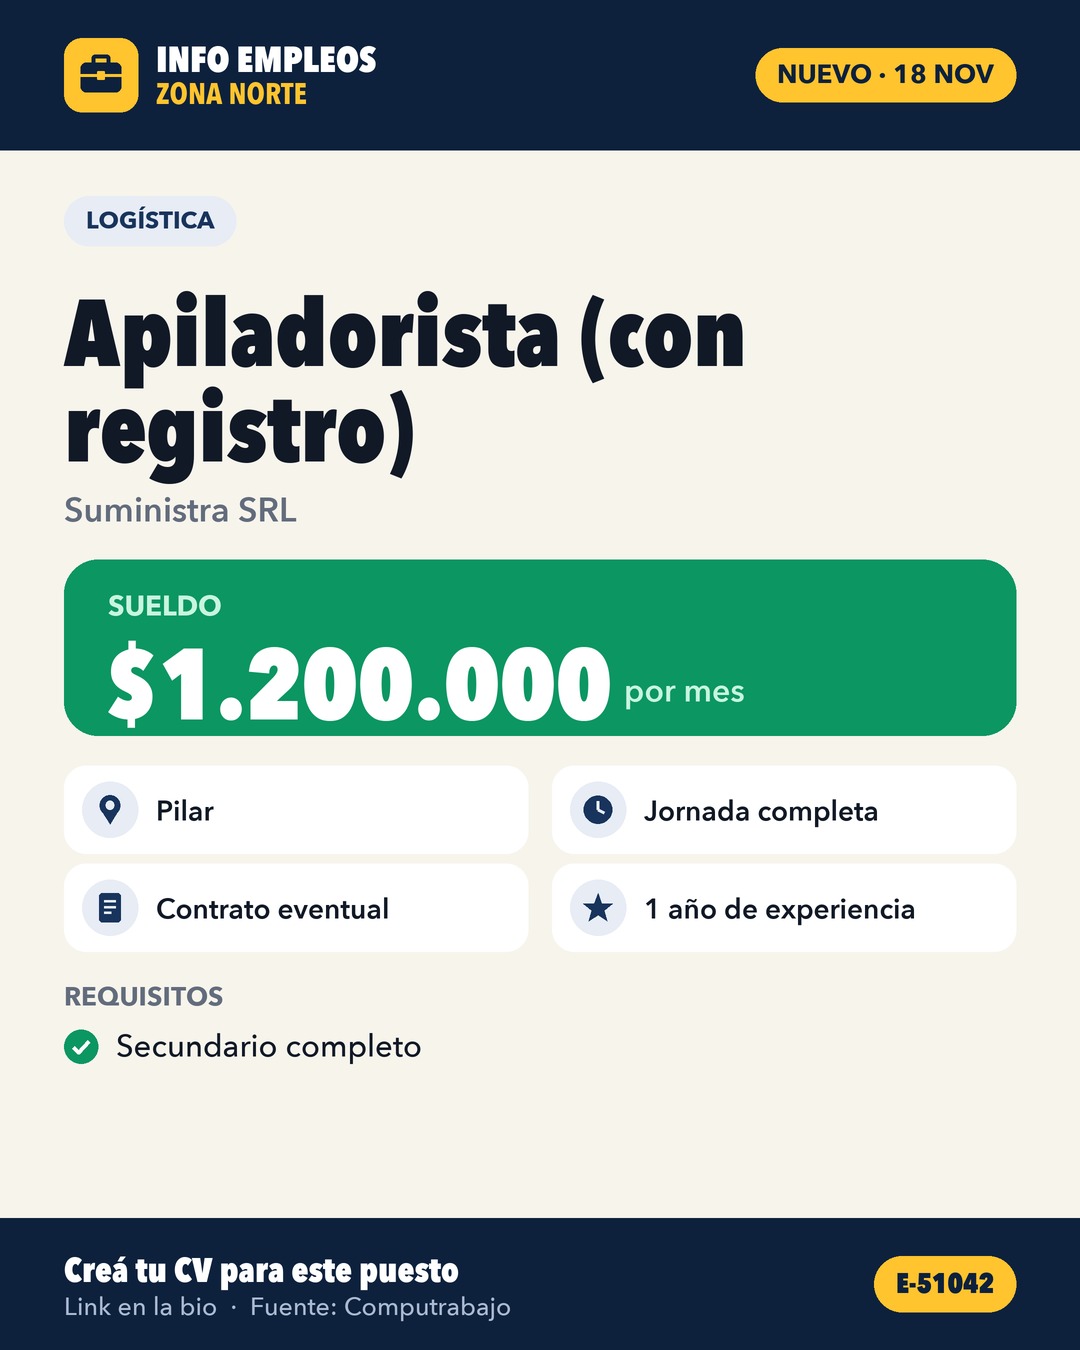 INFO EMPLEOS
ZONA NORTE
NUEVO · 18 NOV
LOGÍSTICA
Apiladorista (con
registro)
Suministra SRL
SUELDO
$1.200.000 por mes
Pilar
Jornada completa
Contrato eventual
1 año de experiencia
REQUISITOS
Secundario completo
Creá tu CV para este puesto
Link en la bio · Fuente: Computrabajo
E-51042